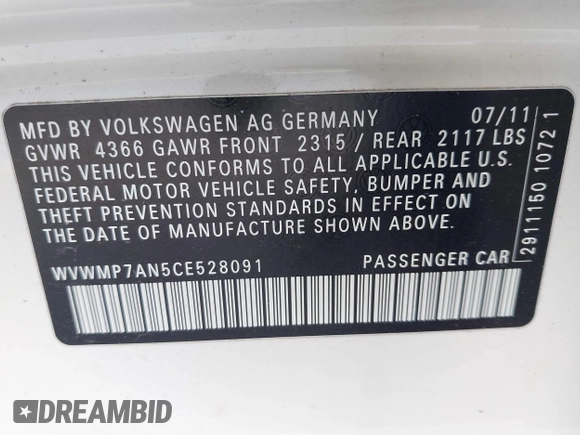 MFD BY VOLKSWAGEN AG GERMANY 07/11
GVWR 4366 GAWR FRONT 2315 / REAR 2117 LBS
THIS VEHICLE CONFORMS TO ALL APPLICABLE
FEDERAL MOTOR VEHICLE SAFETY, BUMPER AND
THEFT PREVENTION STANDARDS IN EFFECT ON
THE DATE OF MANUFACTURE SHOWN ABOVE.
WVWMP7AN5CE528091 PASSENGER CAR
2911150 1072 1
DREAMBID